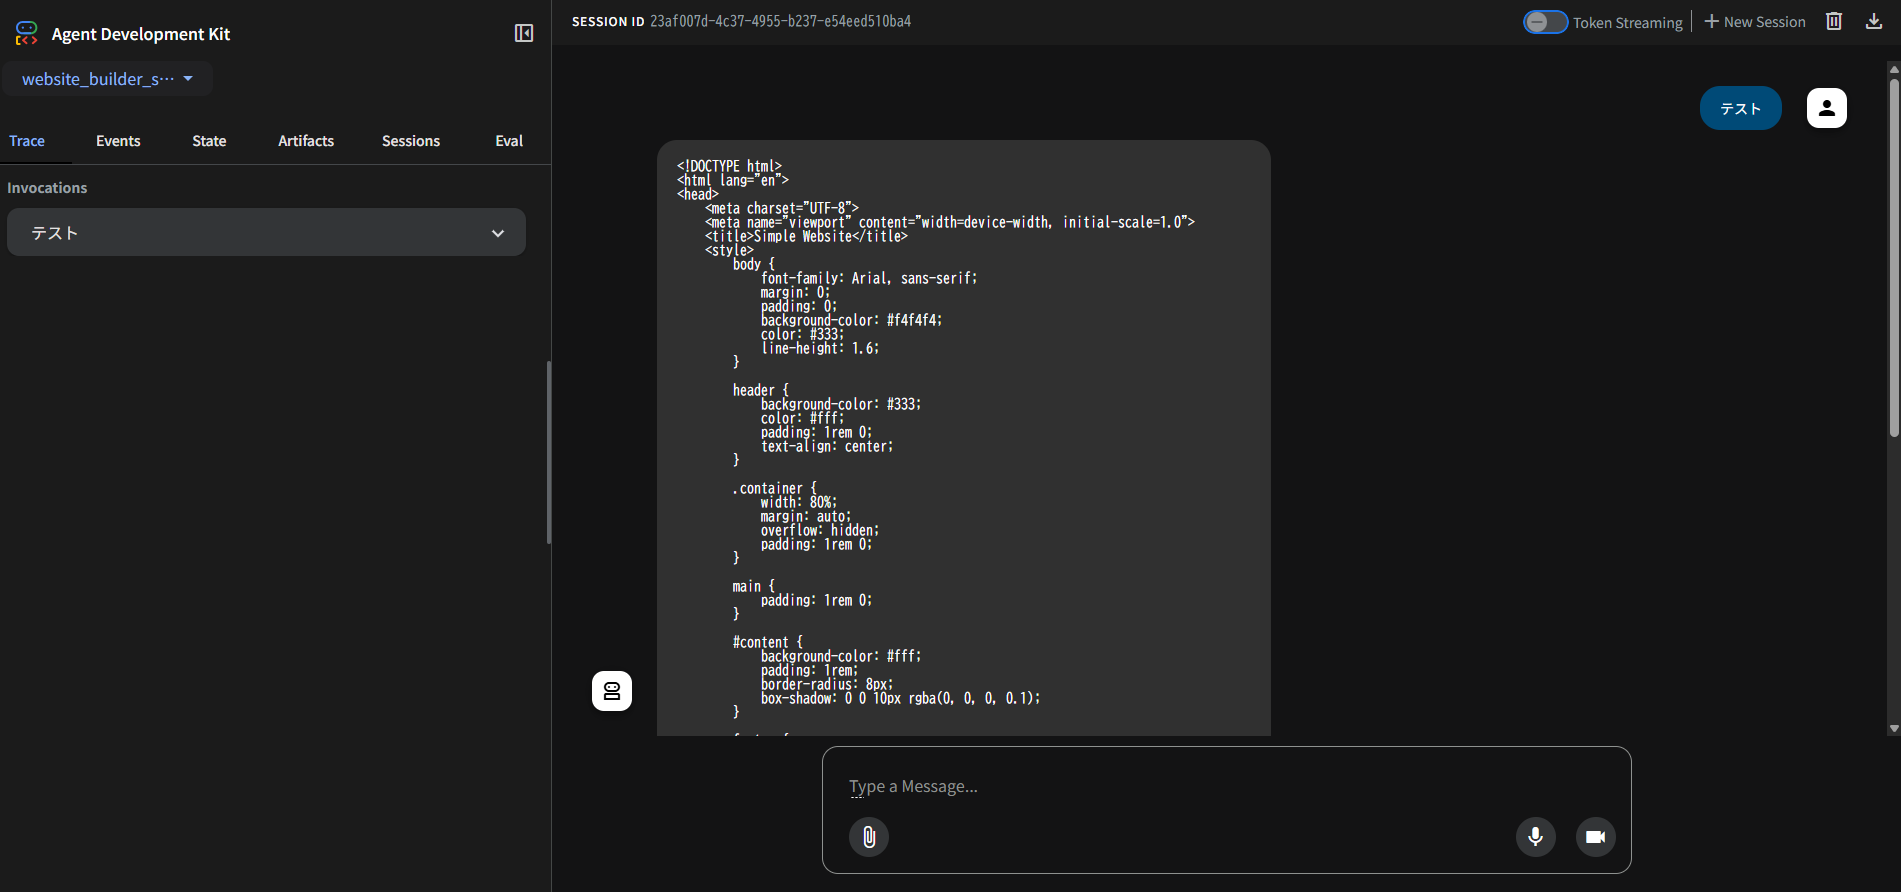 Agent Development Kit
website_builder_s...
Trace Events State Artifacts Sessions Eval
Invocations
テスト
SESSION ID 23af007d-4c37-4955-b237-e54eed510ba4
Token Streaming
New Session
テスト
<!DOCTYPE html>
<html lang="en">
<head>
    <meta charset="UTF-8">
    <meta name="viewport" content="width=device-width, initial-scale=1.0">
    <title>Simple Website</title>
    <style>
        body {
            font-family: Arial, sans-serif;
            margin: 0;
            padding: 0;
            background-color: #f4f4f4;
            color: #333;
            line-height: 1.6;
        }

        header {
            background-color: #333;
            color: #fff;
            padding: 1rem 0;
            text-align: center;
        }

        .container {
            width: 80%;
            margin: auto;
            overflow: hidden;
            padding: 1rem 0;
        }

        main {
            padding: 1rem 0;
        }

        #content {
            background-color: #fff;
            padding: 1rem;
            border-radius: 8px;
            box-shadow: 0 0 10px rgba(0, 0, 0, 0.1);
        }
Type a Message...